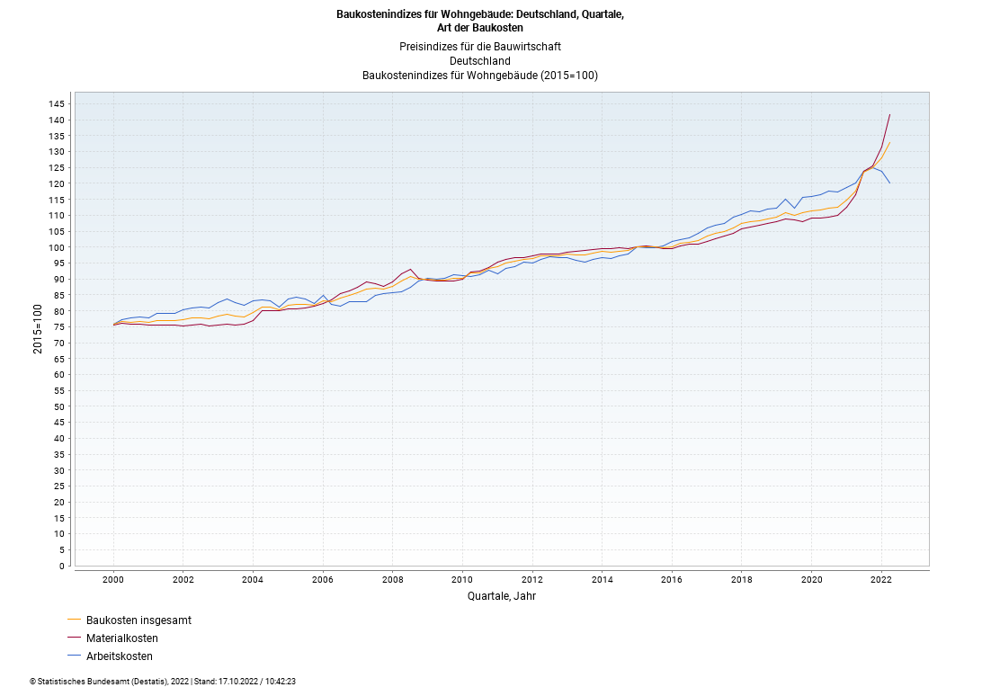 Baukostenindizes für Wohngebäude: Deutschland, Quartale,
Art der Baukosten
Preisindizes für die Bauwirtschaft
Deutschland
Baukostenindizes für Wohngebäude (2015=100)
145
140
135
130
125
120
115
110
105
100
95
90
85
80
75
70
65
60
55
50
45
40
35
30
25
20
15
10
5
0
2015=100
2000 2002 2004 2006 2008 2010 2012 2014 2016 2018 2020 2022
Quartale, Jahr
Baukosten insgesamt
Materialkosten
Arbeitskosten
© Statistisches Bundesamt (Destatis), 2022 | Stand: 17.10.2022 / 10:42:23